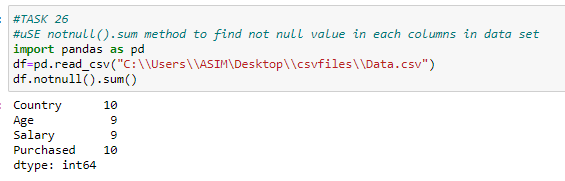 #TASK 26
#uSE notnull().sum method to find not null value in each columns in data set
import pandas as pd
df=pd.read_csv("C:\\Users\\ASIM\Desktop\\csvfiles\\Data.csv")
df.notnull().sum()
: Country 10
Age 9
Salary 9
Purchased 10
dtype: int64